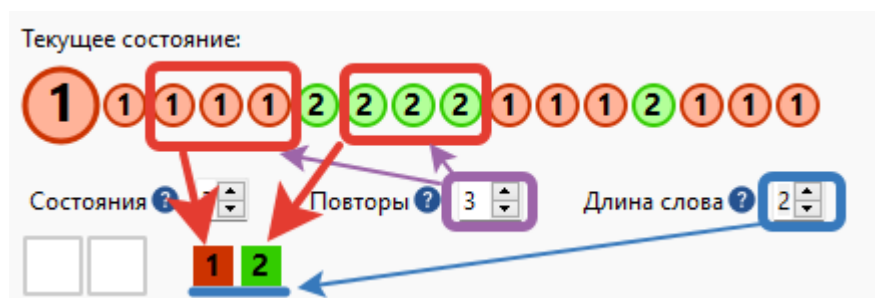 Текущее состояние:
1 1 1 1 1 2 2 2 2 1 1 1 2 1 1 1
Состояния ? Повторы ? 3 Длина слова ? 2
1 2